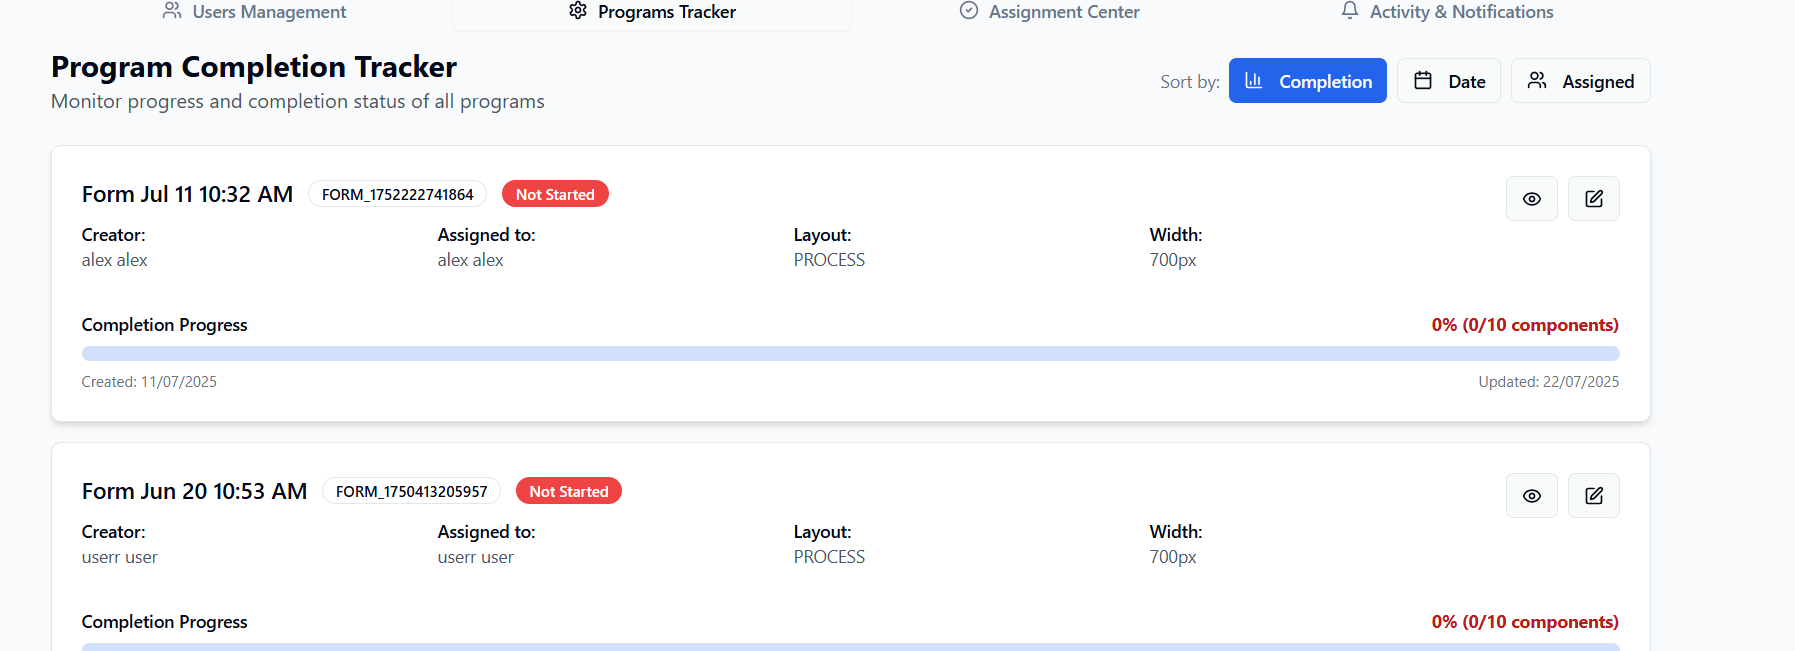 Users Management
Programs Tracker
Assignment Center
Activity & Notifications
Program Completion Tracker
Monitor progress and completion status of all programs
Sort by:
Completion
Date
Assigned
Form Jul 11 10:32 AM
FORM_1752222741864
Not Started
Creator:
alex alex
Assigned to:
alex alex
Layout:
PROCESS
Width:
700px
Completion Progress
0% (0/10 components)
Created: 11/07/2025
Updated: 22/07/2025
Form Jun 20 10:53 AM
FORM_1750413205957
Not Started
Creator:
userr user
Assigned to:
userr user
Layout:
PROCESS
Width:
700px
Completion Progress
0% (0/10 components)